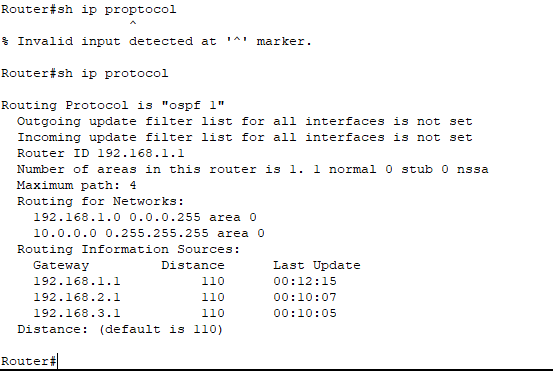 Router#sh ip proptocol
^
% Invalid input detected at '^' marker.
Router#sh ip protocol
Routing Protocol is "ospf 1"
Outgoing update filter list for all interfaces is not set
Incoming update filter list for all interfaces is not set
Router ID 192.168.1.1
Number of areas in this router is 1. 1 normal 0 stub 0 nssa
Maximum path: 4
Routing for Networks:
192.168.1.0 0.0.0.255 area 0
10.0.0.0 0.255.255.255 area 0
Routing Information Sources:
Gateway Distance Last Update
192.168.1.1 110 00:12:15
192.168.2.1 110 00:10:07
192.168.3.1 110 00:10:05
Distance: (default is 110)
Router#